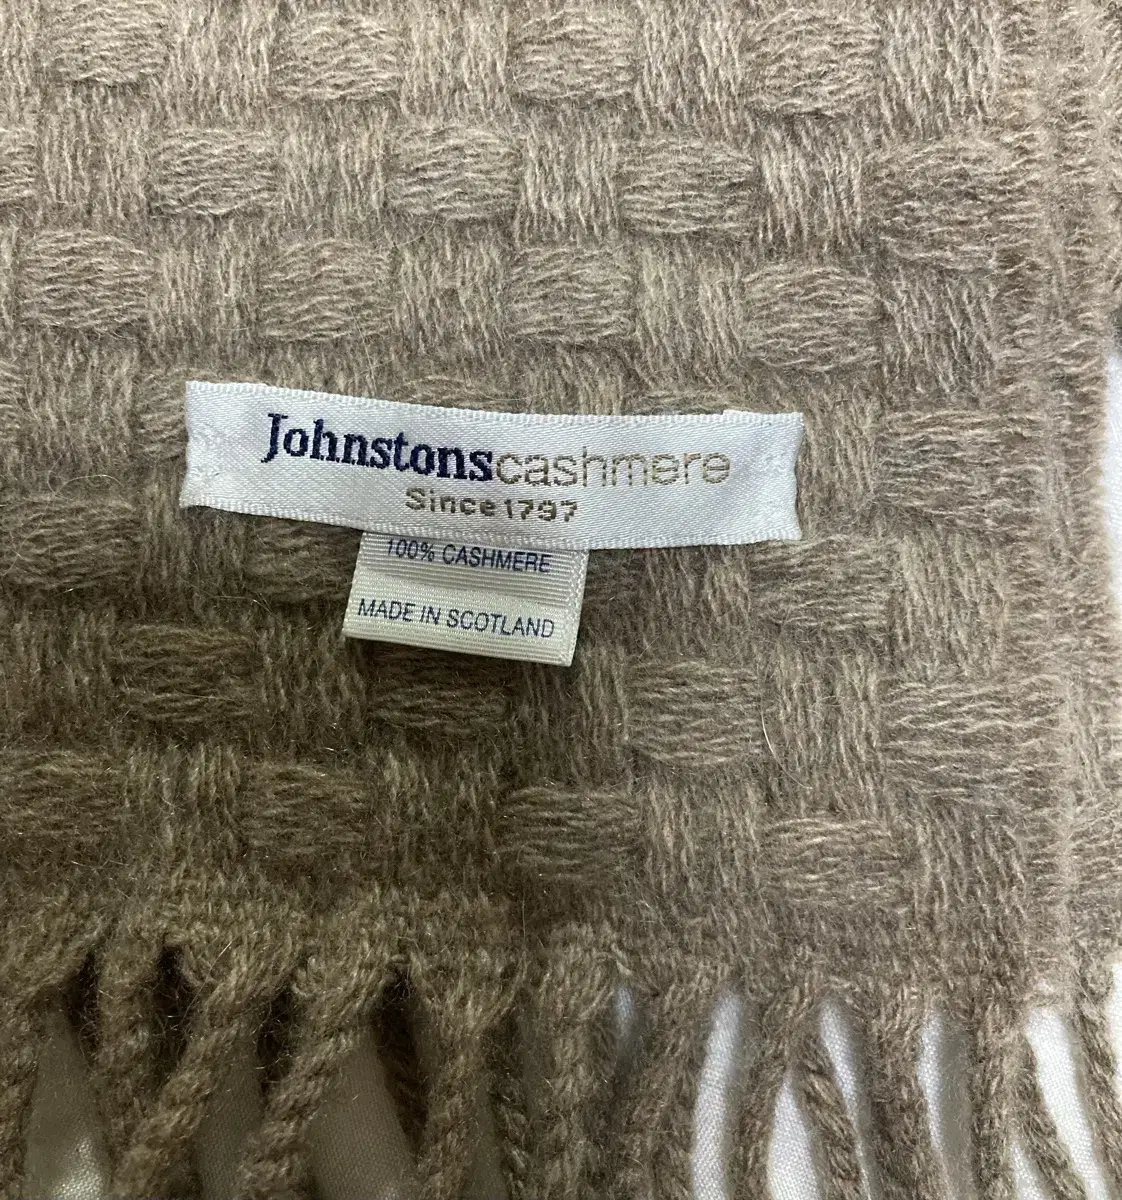 Johnstonscashmere
Since 1797
100% CASHMERE
MADE IN SCOTLAND